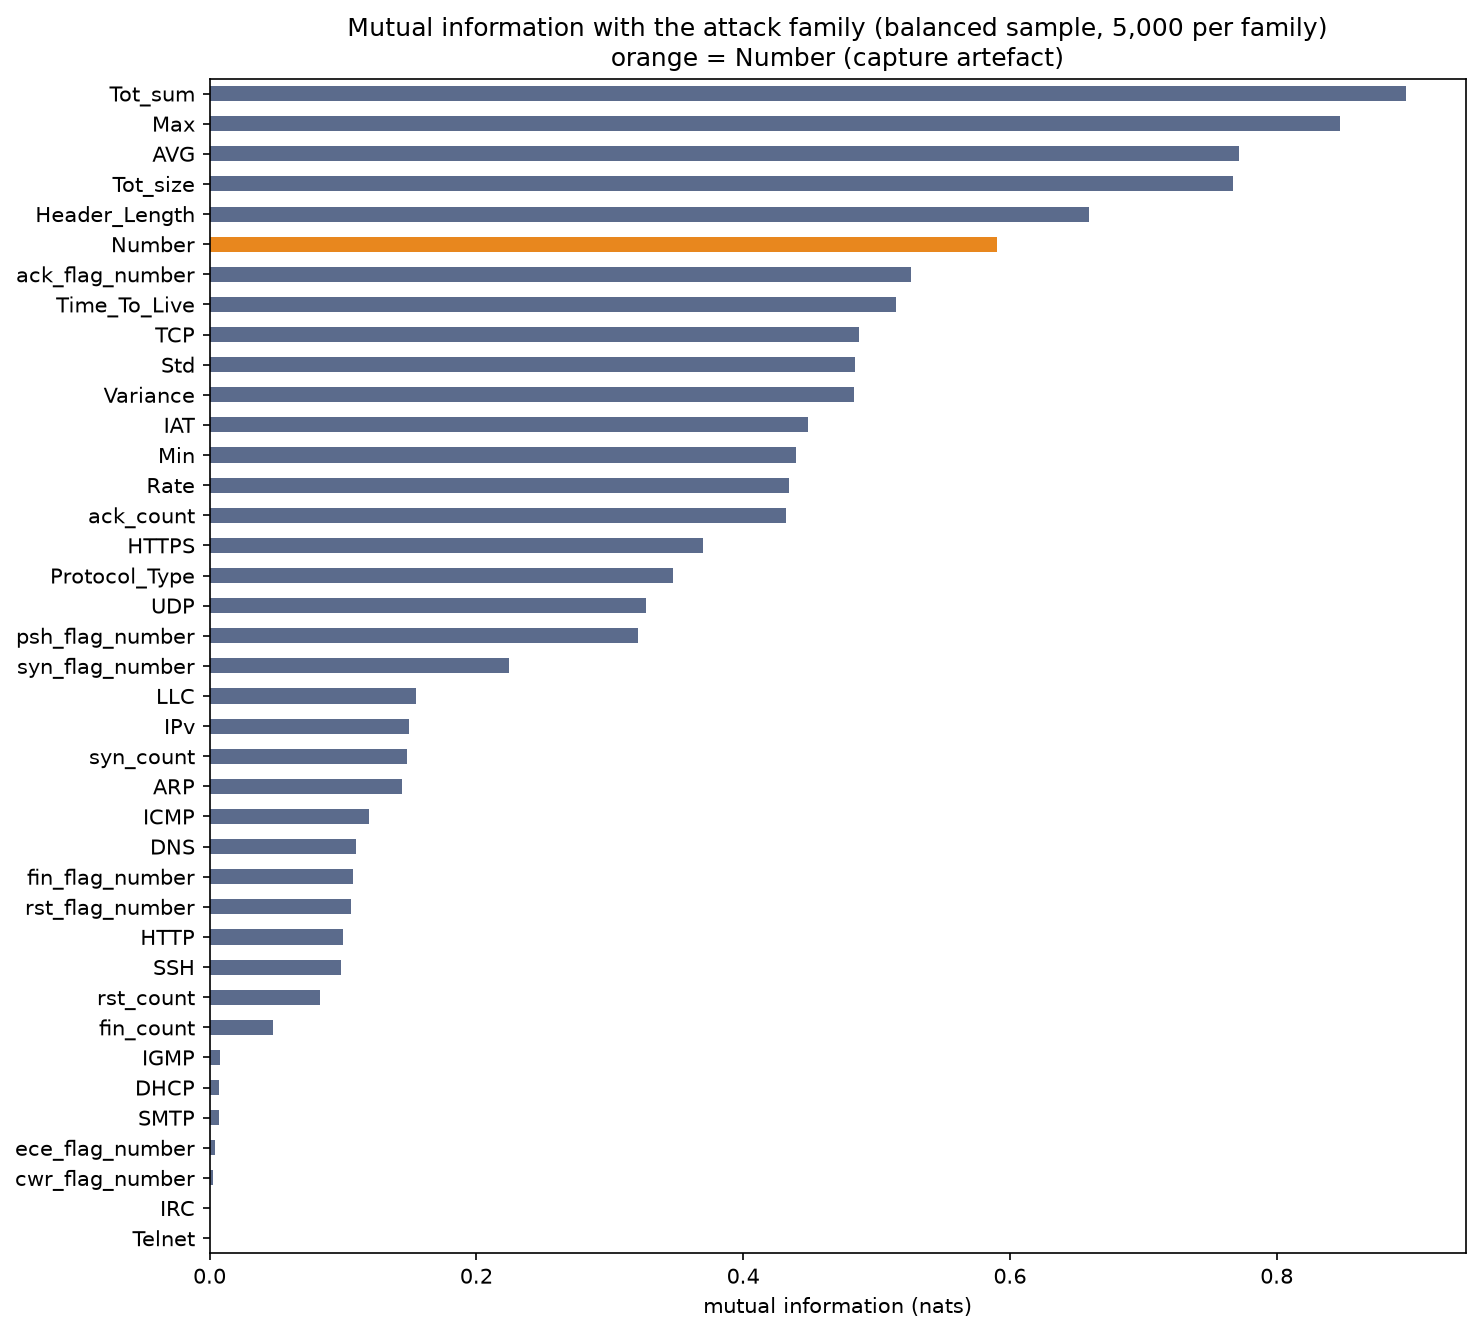 Mutual information with the attack family (balanced sample, 5,000 per family)
orange = Number (capture artefact)
Tot_sum
Max
AVG
Tot_size
Header_Length
Number
ack_flag_number
Time_To_Live
TCP
Std
Variance
IAT
Min
Rate
ack_count
HTTPS
Protocol_Type
UDP
psh_flag_number
syn_flag_number
LLC
IPv
syn_count
ARP
ICMP
DNS
fin_flag_number
rst_flag_number
HTTP
SSH
rst_count
fin_count
IGMP
DHCP
SMTP
ece_flag_number
cwr_flag_number
IRC
Telnet
0.0 0.2 0.4 0.6 0.8
mutual information (nats)